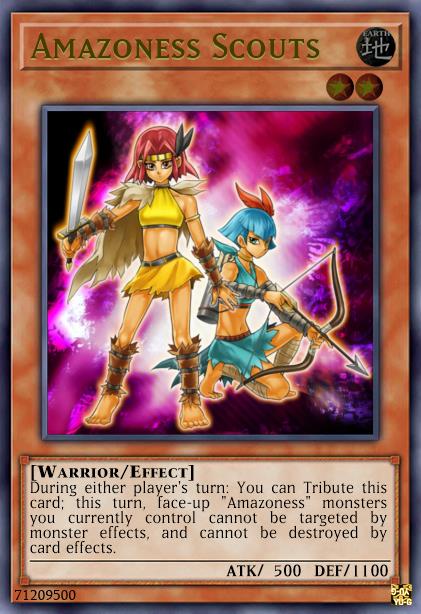 AMAZONESS SCOUTS
EARTH
地
[WARRIOR/EFFECT]
During either player's turn: You can Tribute this
card; this turn, face-up "Amazoness" monsters
you currently control cannot be targeted by
monster effects, and cannot be destroyed by
card effects.
ATK/ 500 DEF/1100
71209500